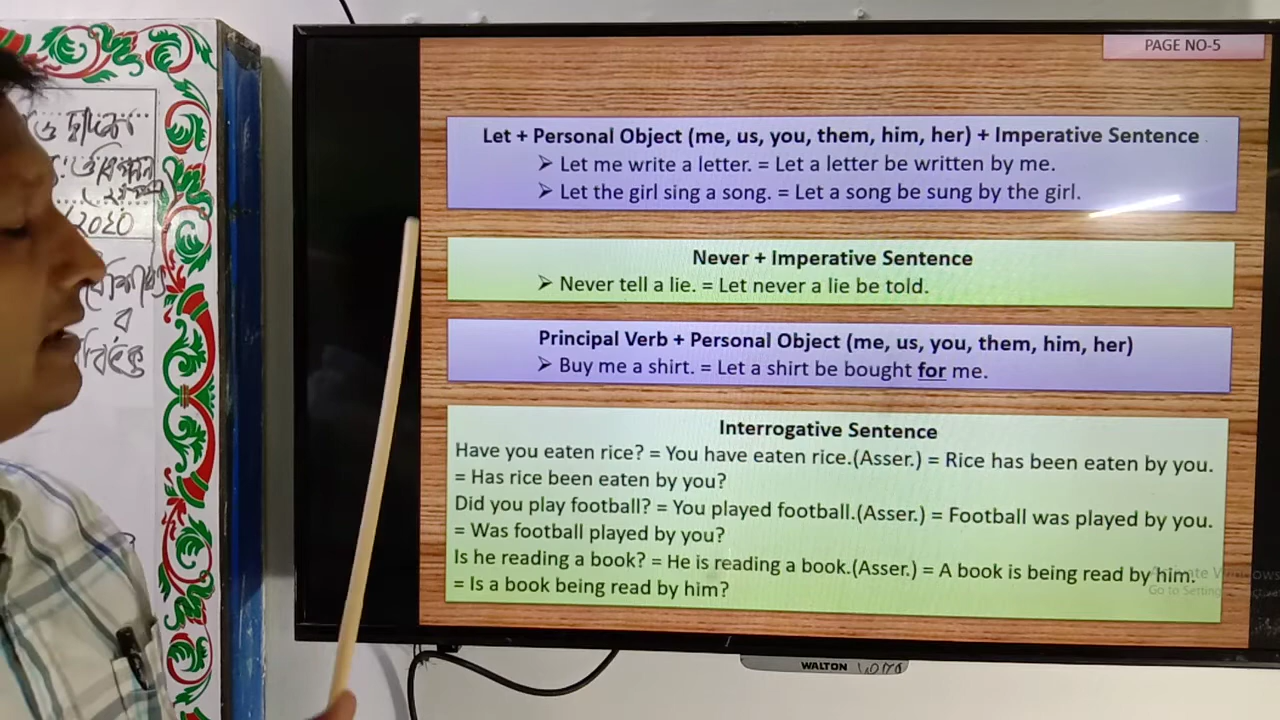 PAGE NO-5
Let + Personal Object (me, us, you, them, him, her) + Imperative Sentence
➢ Let me write a letter. = Let a letter be written by me.
➢ Let the girl sing a song. = Let a song be sung by the girl.
Never + Imperative Sentence
➢ Never tell a lie. = Let never a lie be told.
Principal Verb + Personal Object (me, us, you, them, him, her)
➢ Buy me a shirt. = Let a shirt be bought for me.
Interrogative Sentence
Have you eaten rice? = You have eaten rice.(Asser.) = Rice has been eaten by you.
= Has rice been eaten by you?
Did you play football? = You played football.(Asser.) = Football was played by you.
= Was football played by you?
Is he reading a book? = He is reading a book.(Asser.) = A book is being read by him.
= Is a book being read by him?
Go to Setting
WALTON
২০২০
ব